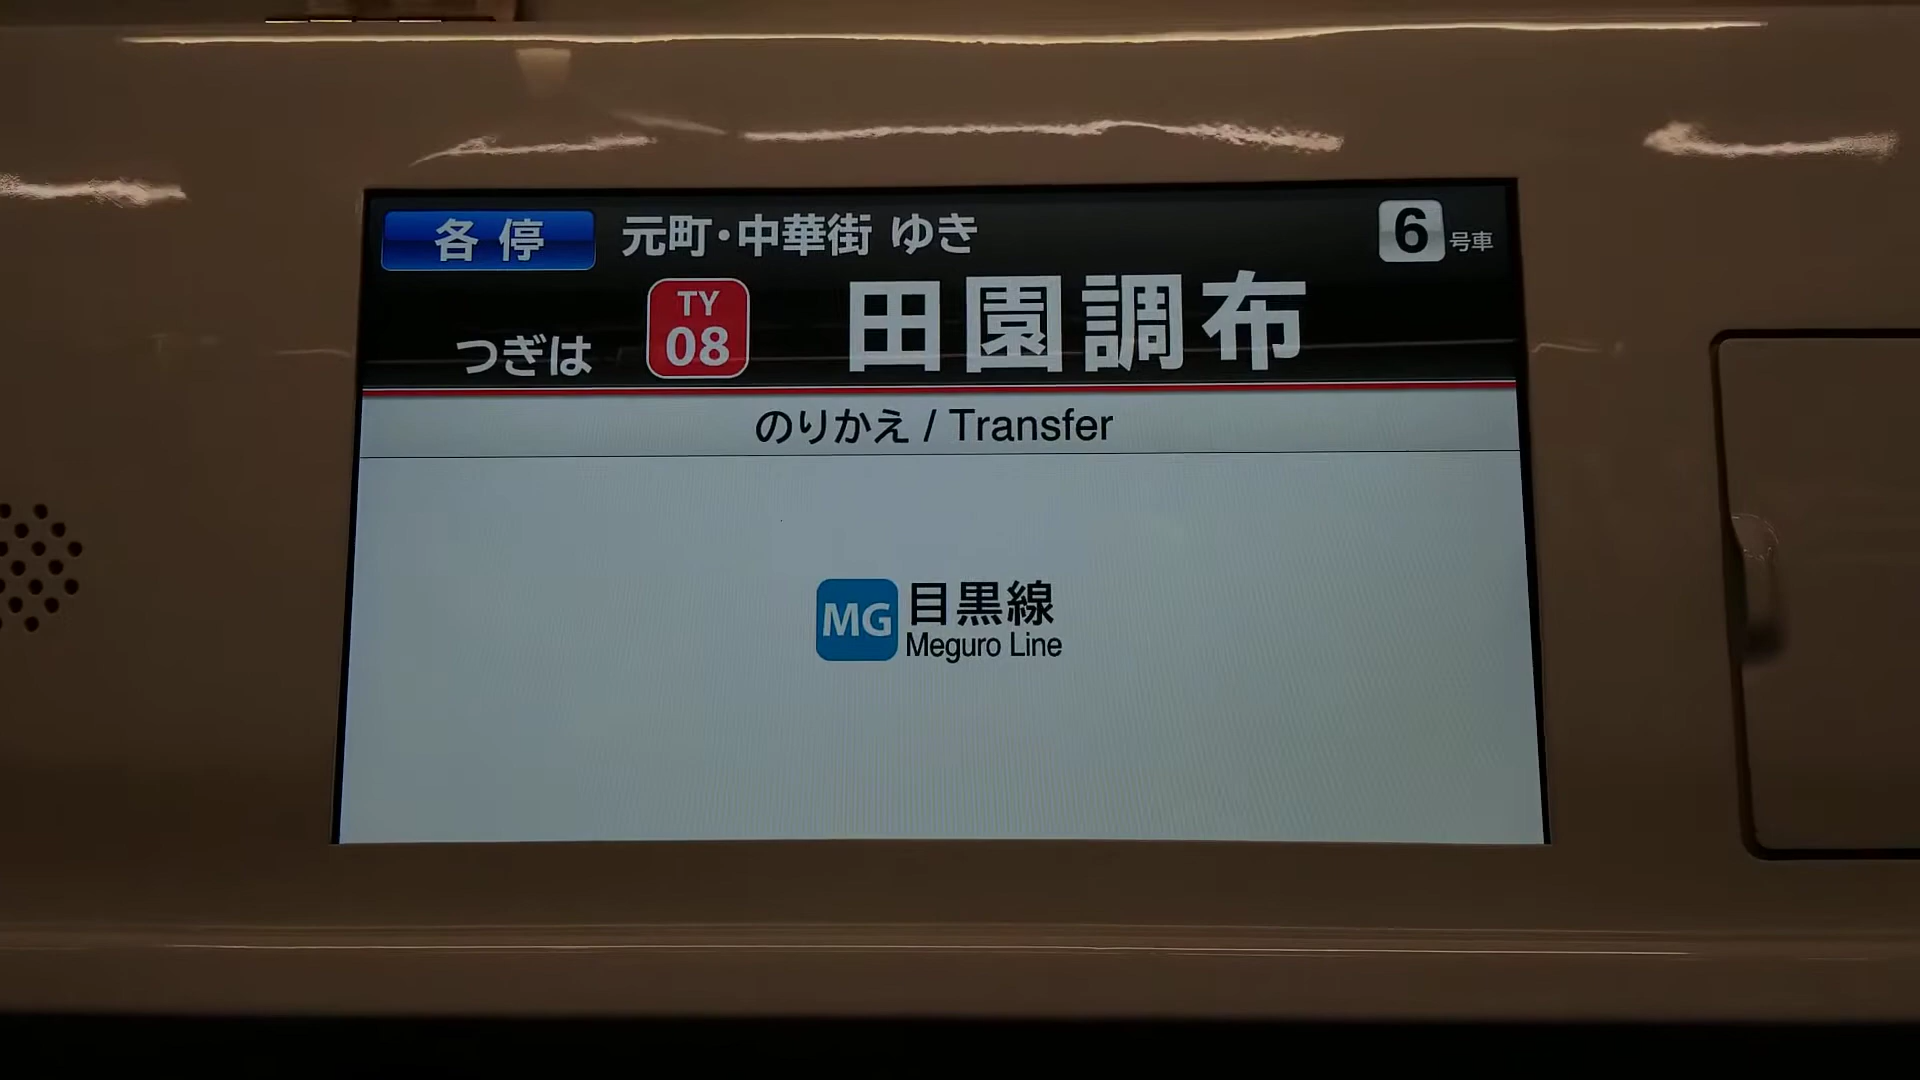 各停 元町・中華街 ゆき 6号車
つぎは TY 08 田園調布
のりかえ / Transfer
MG 目黒線
Meguro Line